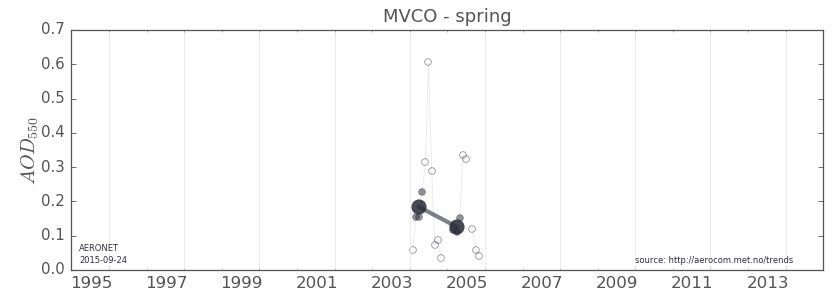 MVCO - spring
0.7
0.6
0.5
0.4
0.3
0.2
0.1
0.0
AOD550
AERONET
2015-09-24
source: http://aerocom.met.no/trends
1995 1997 1999 2001 2003 2005 2007 2009 2011 2013